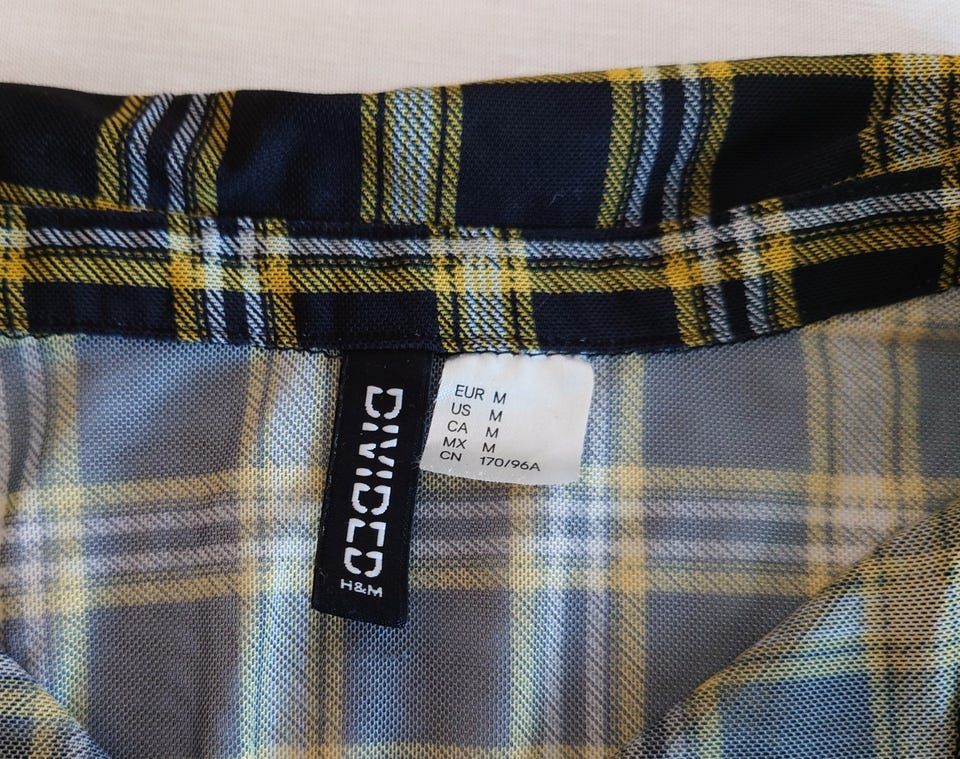 DIVIDED
H&M
EUR M
US M
CA M
MX M
CN 170/96A